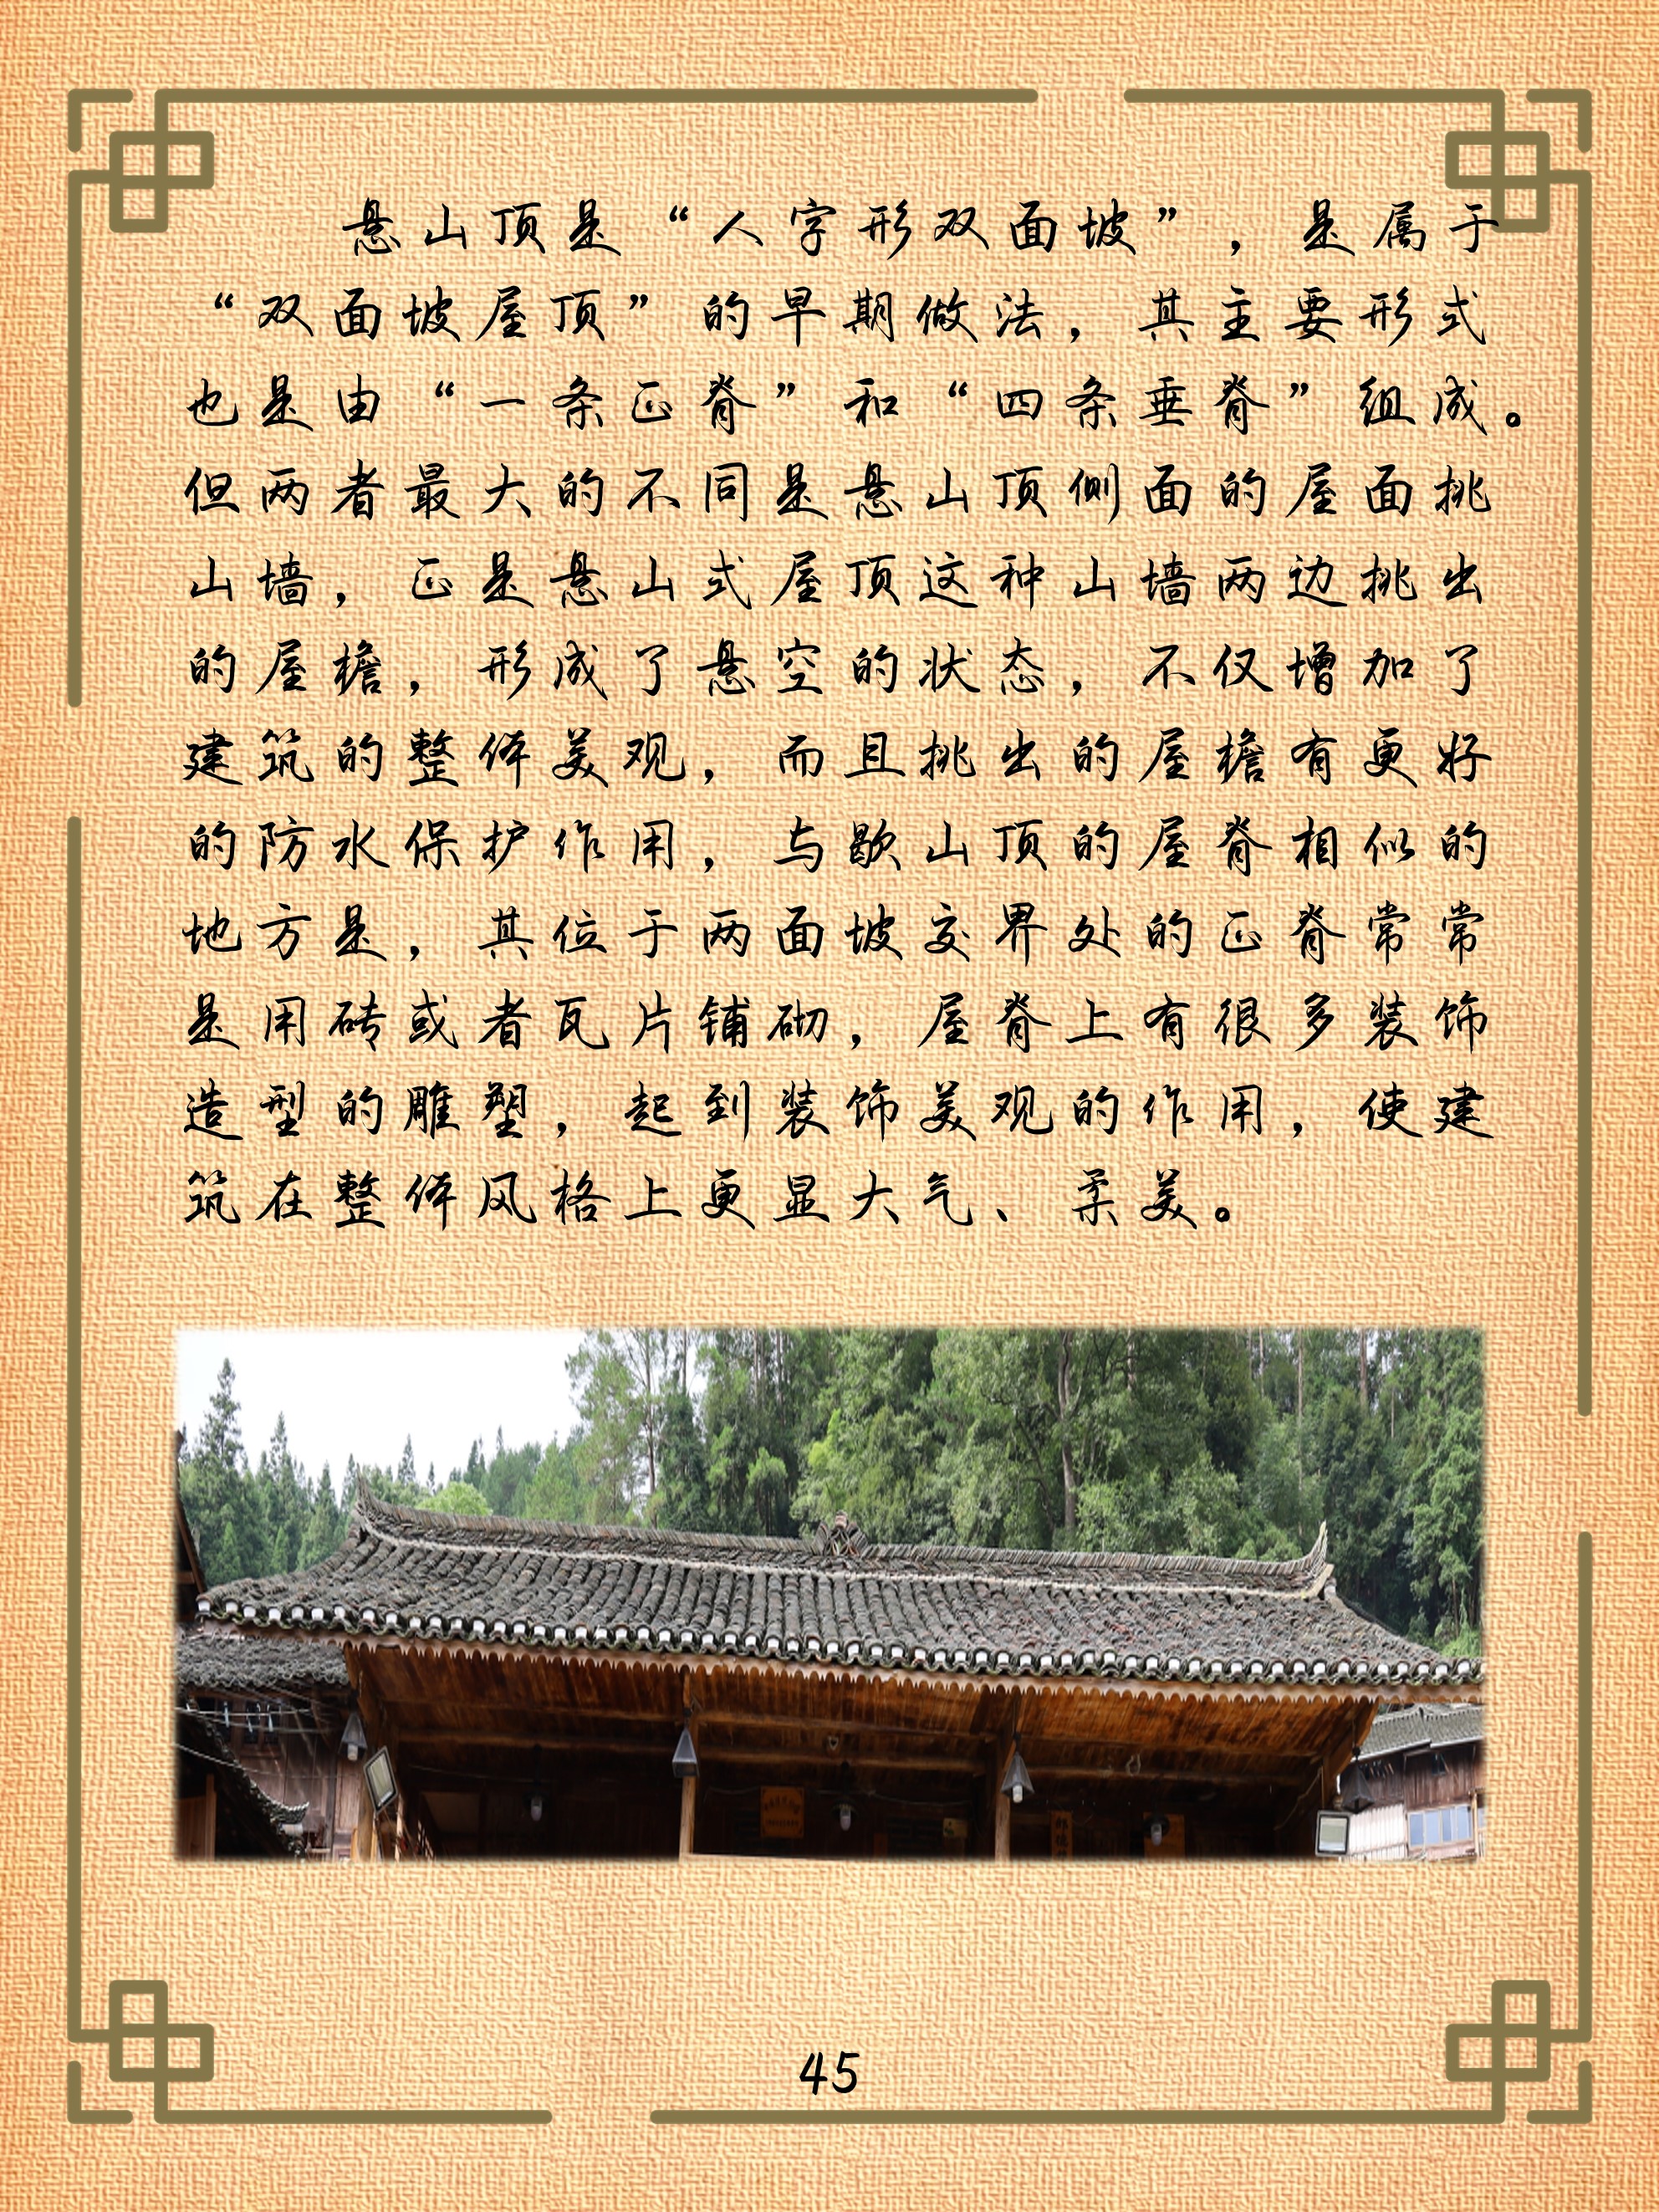 悬山顶是“人字形双面坡”，是属于
“双面坡屋顶”的早期做法，其主要形式
也是由“一条正脊”和“四条垂脊”组成。
但两者最大的不同是悬山顶侧面的屋面挑
山墙，正是悬山式屋顶这种山墙两边挑出
的屋檐，形成了悬空的状态，不仅增加了
建筑的整体美观，而且挑出的屋檐有更好
的防水保护作用，与歇山顶的屋脊相似的
地方是，其位于两面坡交界处的正脊常常
是用砖或者瓦片铺砌，屋脊上有很多装饰
造型的雕塑，起到装饰美观的作用，使建
筑在整体风格上更显大气、柔美。
45